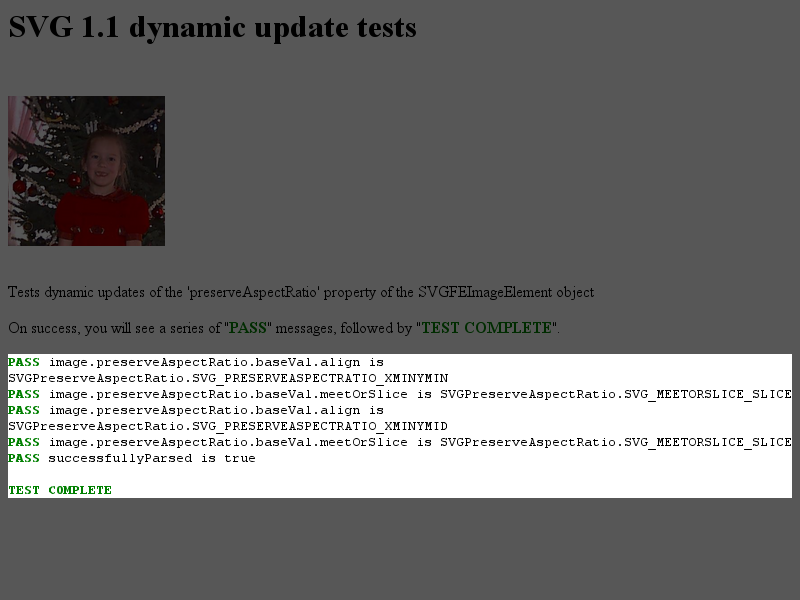 SVG 1.1 dynamic update tests
Tests dynamic updates of the 'preserveAspectRatio' property of the SVGFEImageElement object
On success, you will see a series of "PASS" messages, followed by "TEST COMPLETE".
PASS image.preserveAspectRatio.baseVal.align is
SVGPreserveAspectRatio.SVG_PRESERVEASPECTRATIO_XMINYMIN
PASS image.preserveAspectRatio.baseVal.meetOrSlice is SVGPreserveAspectRatio.SVG_MEETORSLICE_SLICE
PASS image.preserveAspectRatio.baseVal.align is
SVGPreserveAspectRatio.SVG_PRESERVEASPECTRATIO_XMINYMID
PASS image.preserveAspectRatio.baseVal.meetOrSlice is SVGPreserveAspectRatio.SVG_MEETORSLICE_SLICE
PASS successfullyParsed is true
TEST COMPLETE